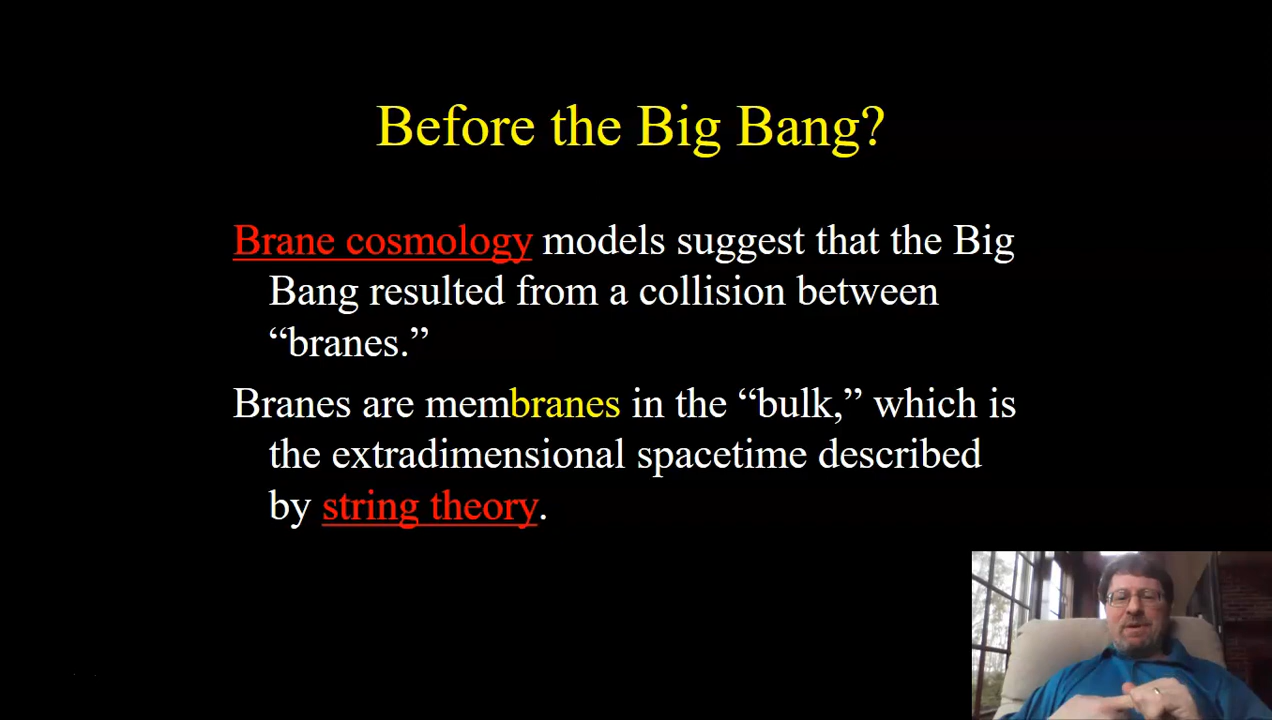 Before the Big Bang?
Brane cosmology models suggest that the Big
Bang resulted from a collision between
“branes.”
Branes are membranes in the “bulk,” which is
the extradimensional spacetime described
by string theory.